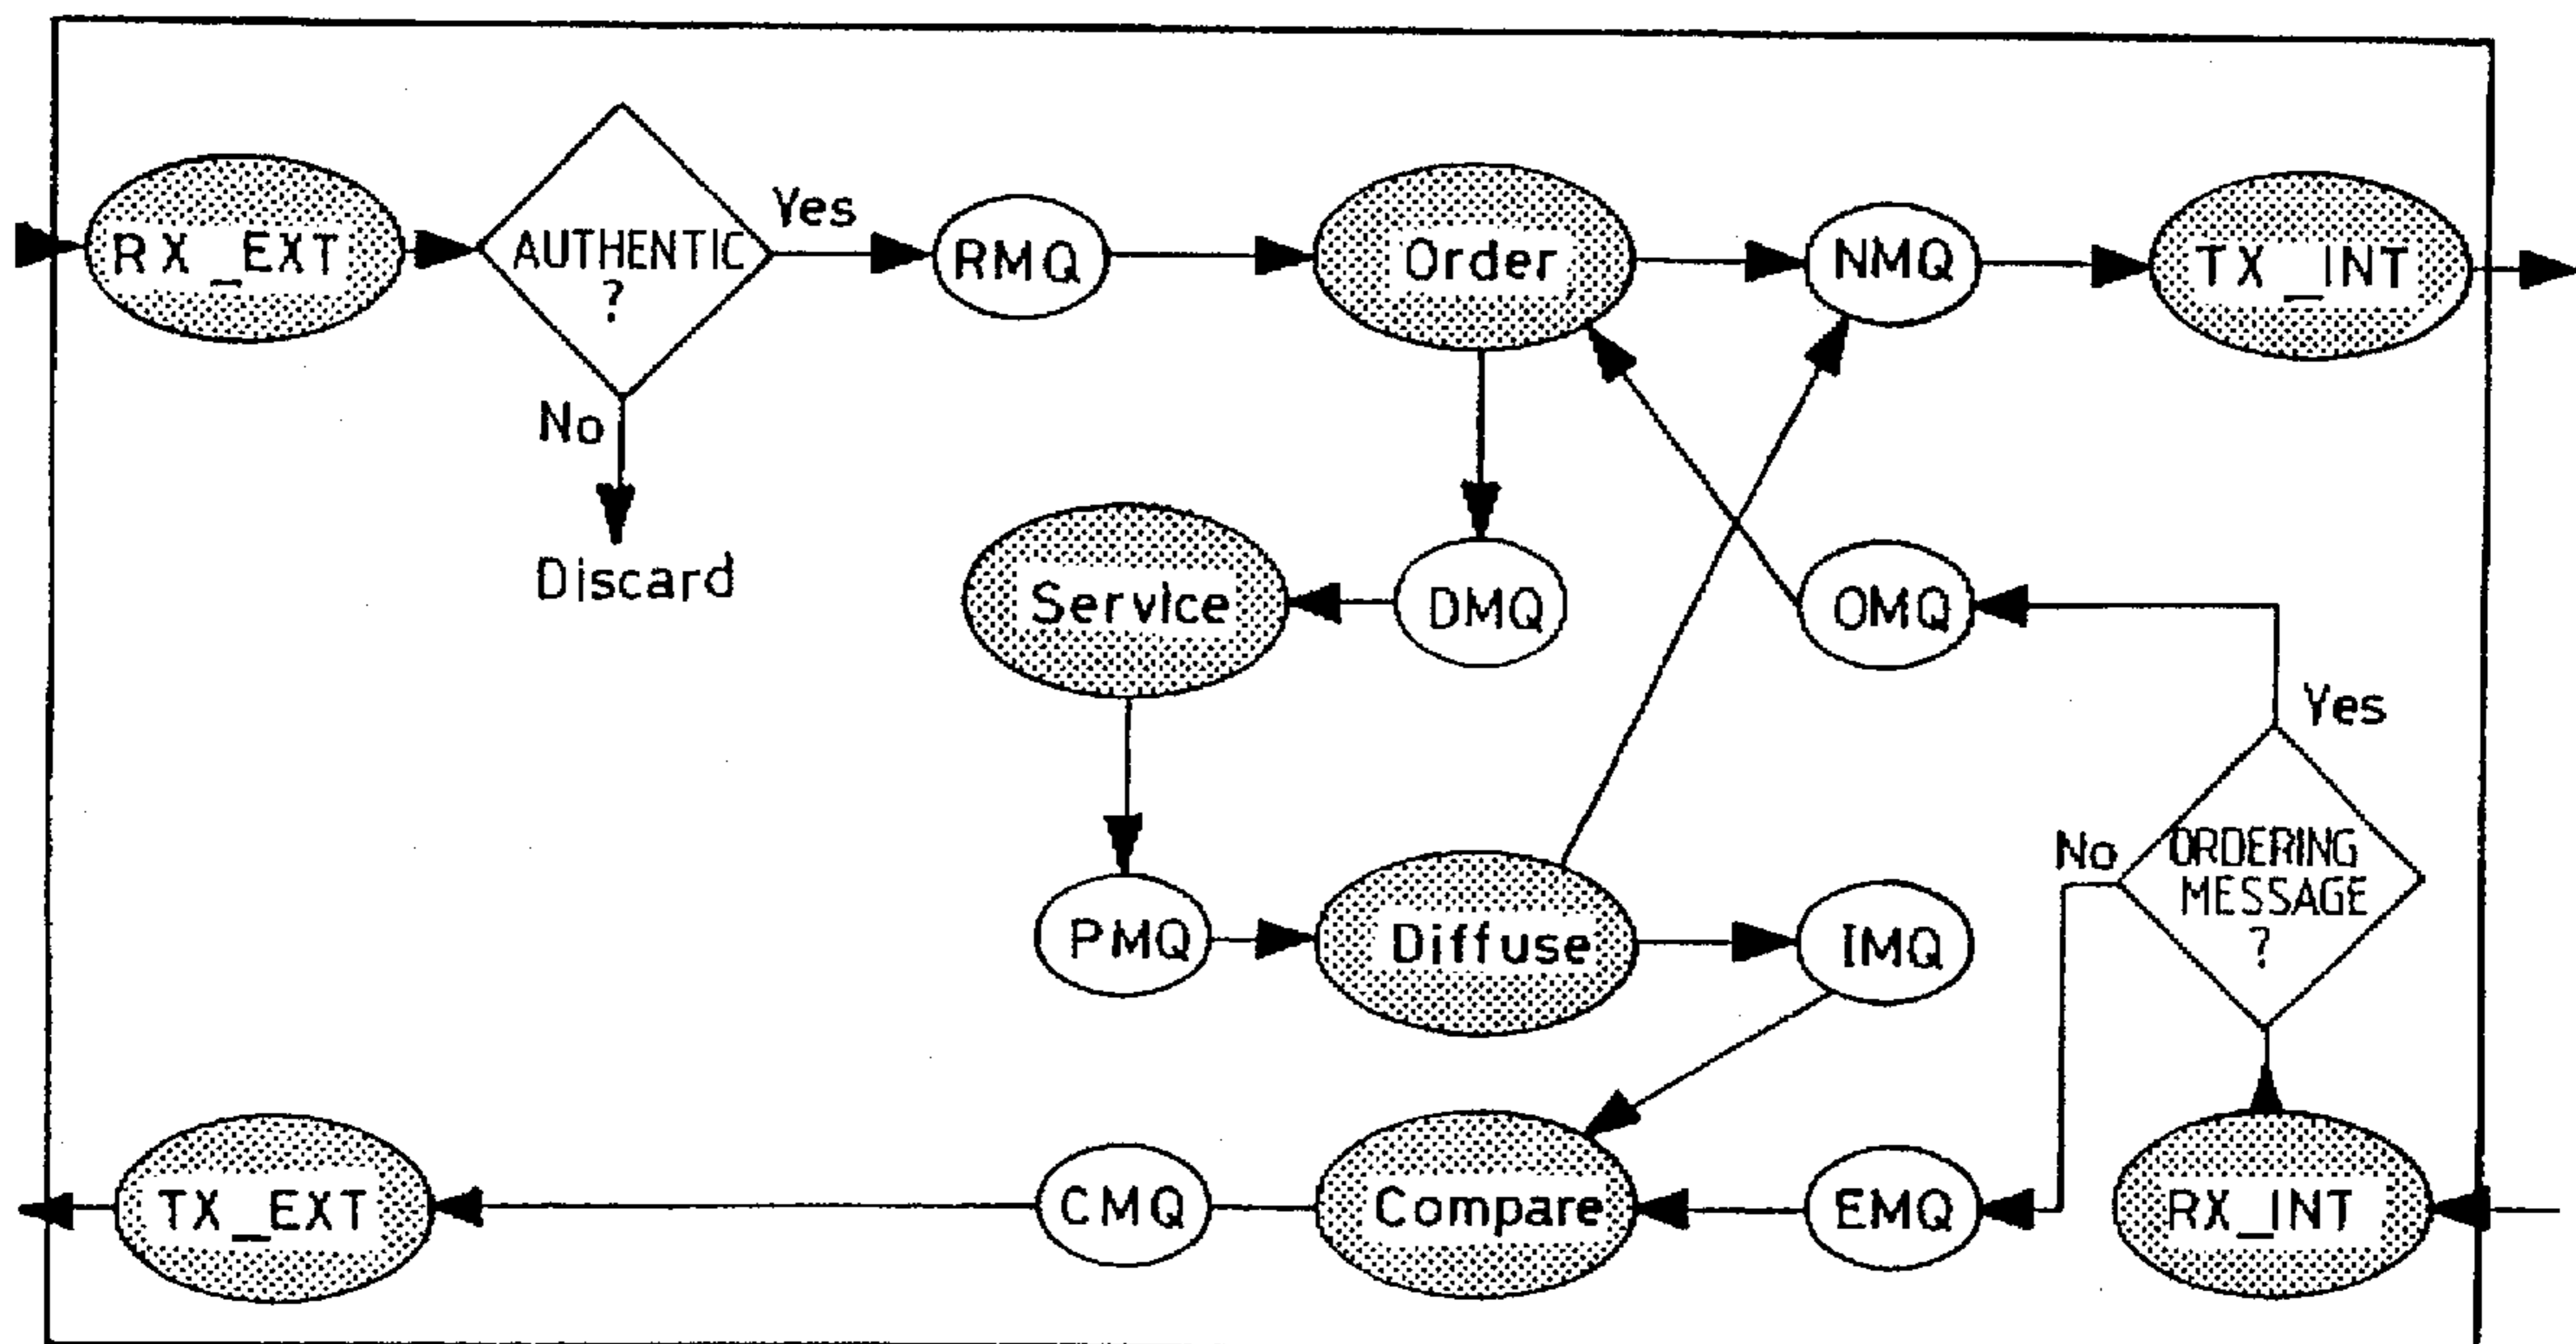 Yes
RX_EXT
AUTHENTIC
?
RMQ
Order
NMQ
TX_INT
No
Discard
Service
DMQ
OMQ
Yes
No
ORDERING
MESSAGE
?
PMQ
Diffuse
IMQ
TX_EXT
CMQ
Compare
EMQ
RX_INT